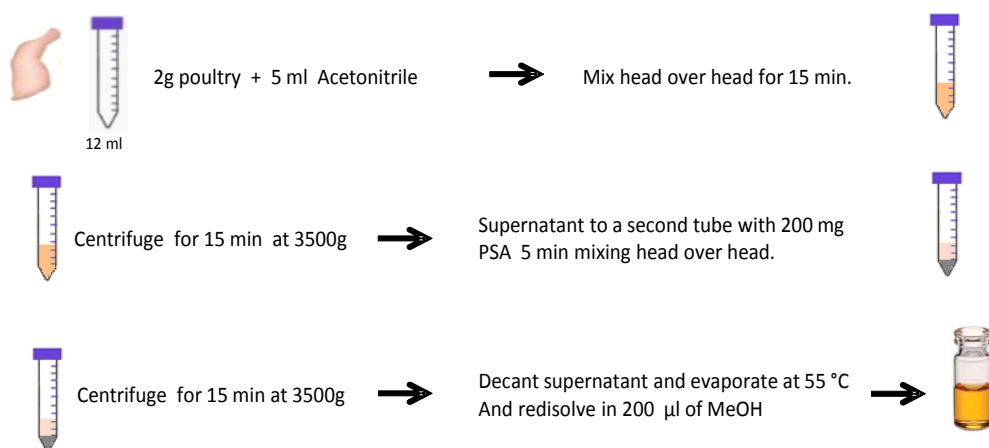 2g poultry + 5 ml Acetonitrile
Mix head over head for 15 min.
12 ml
Centrifuge for 15 min at 3500g
Supernatant to a second tube with 200 mg
PSA 5 min mixing head over head.
Centrifuge for 15 min at 3500g
Decant supernatant and evaporate at 55 °C
And redisolve in 200 µl of MeOH